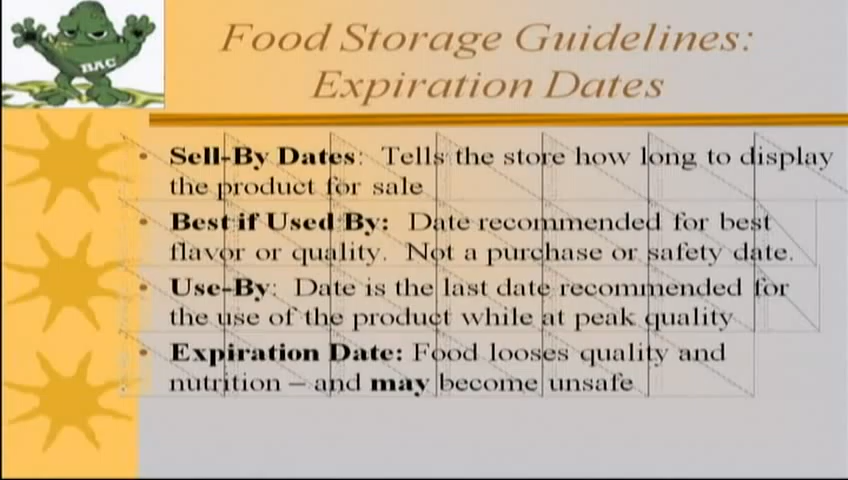 BAC
Food Storage Guidelines:
Expiration Dates
• Sell-By Dates: Tells the store how long to display
the product for sale
• Best if Used By: Date recommended for best
flavor or quality. Not a purchase or safety date.
• Use-By: Date is the last date recommended for
the use of the product while at peak quality
• Expiration Date: Food looses quality and
nutrition – and may become unsafe